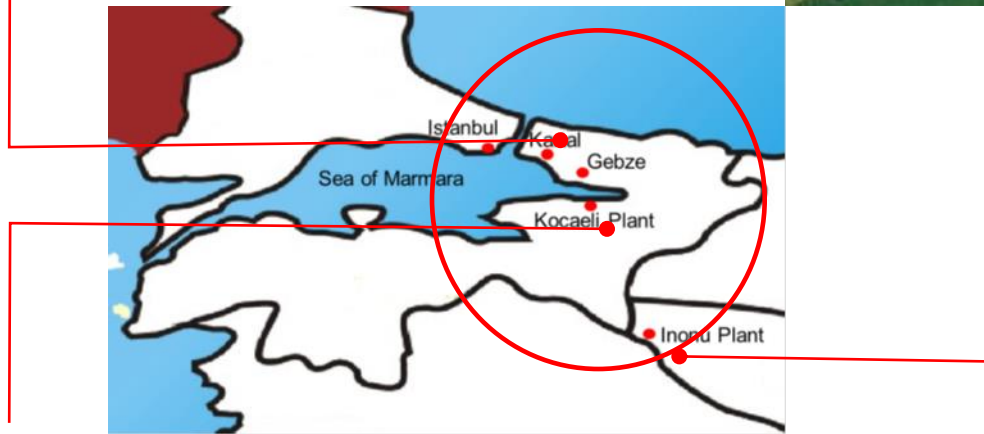 Istanbul
Gebze
Sea of Marmara
Kocaeli Plant
Inonu Plant